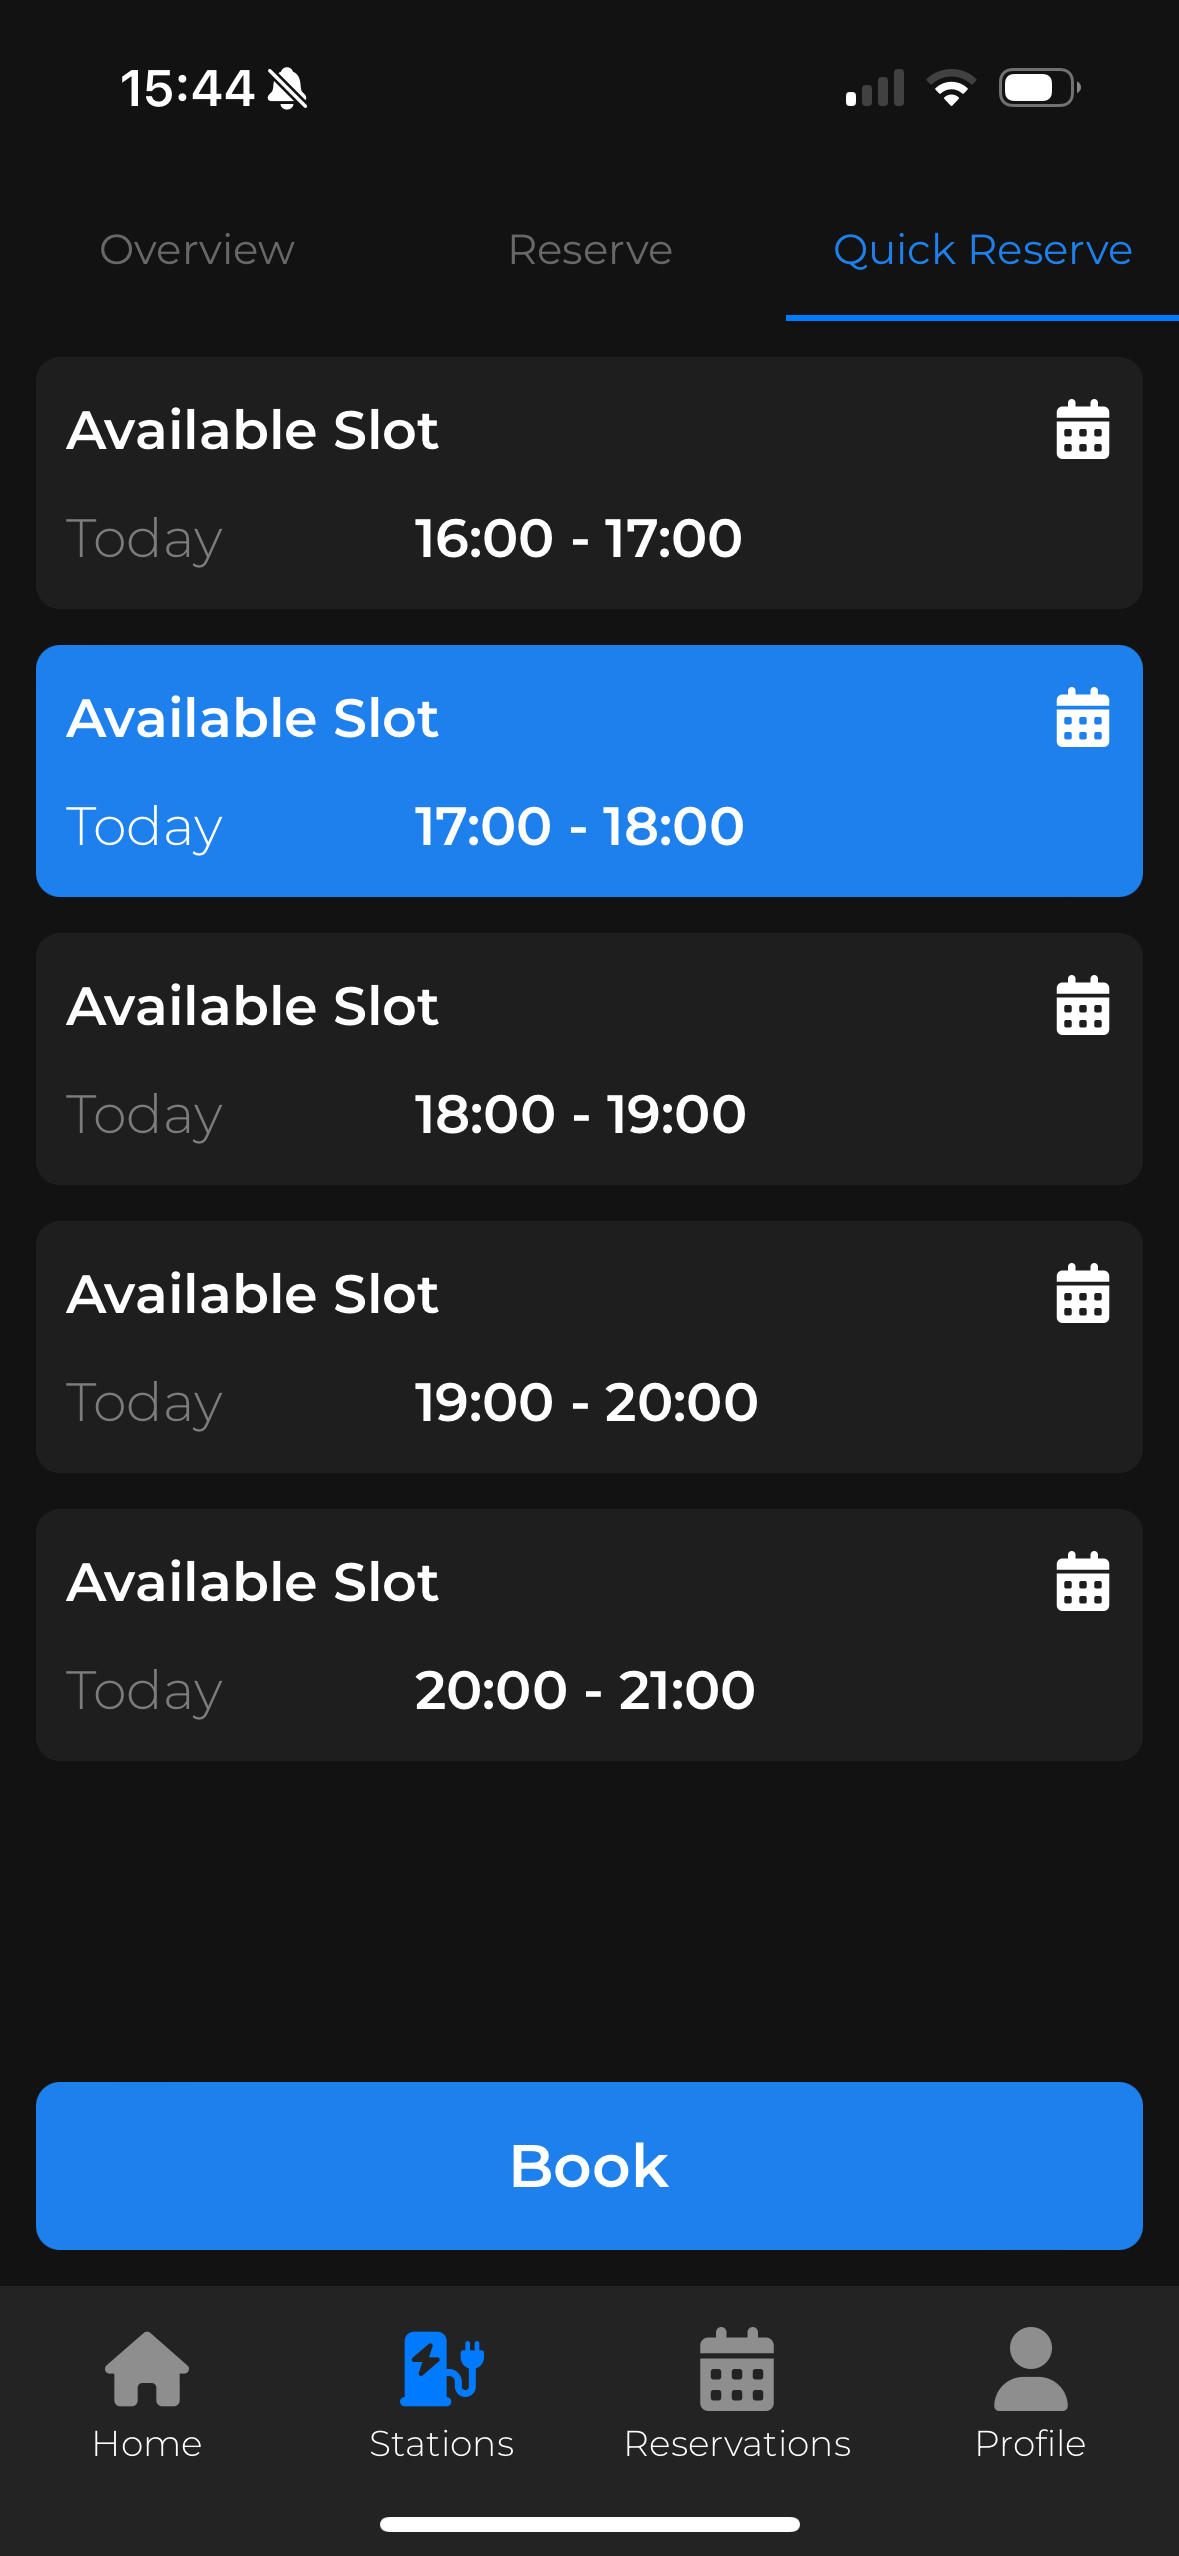 15:44
Overview Reserve Quick Reserve
Available Slot
Today 16:00 - 17:00
Available Slot
Today 17:00 - 18:00
Available Slot
Today 18:00 - 19:00
Available Slot
Today 19:00 - 20:00
Available Slot
Today 20:00 - 21:00
Book
Home Stations Reservations Profile